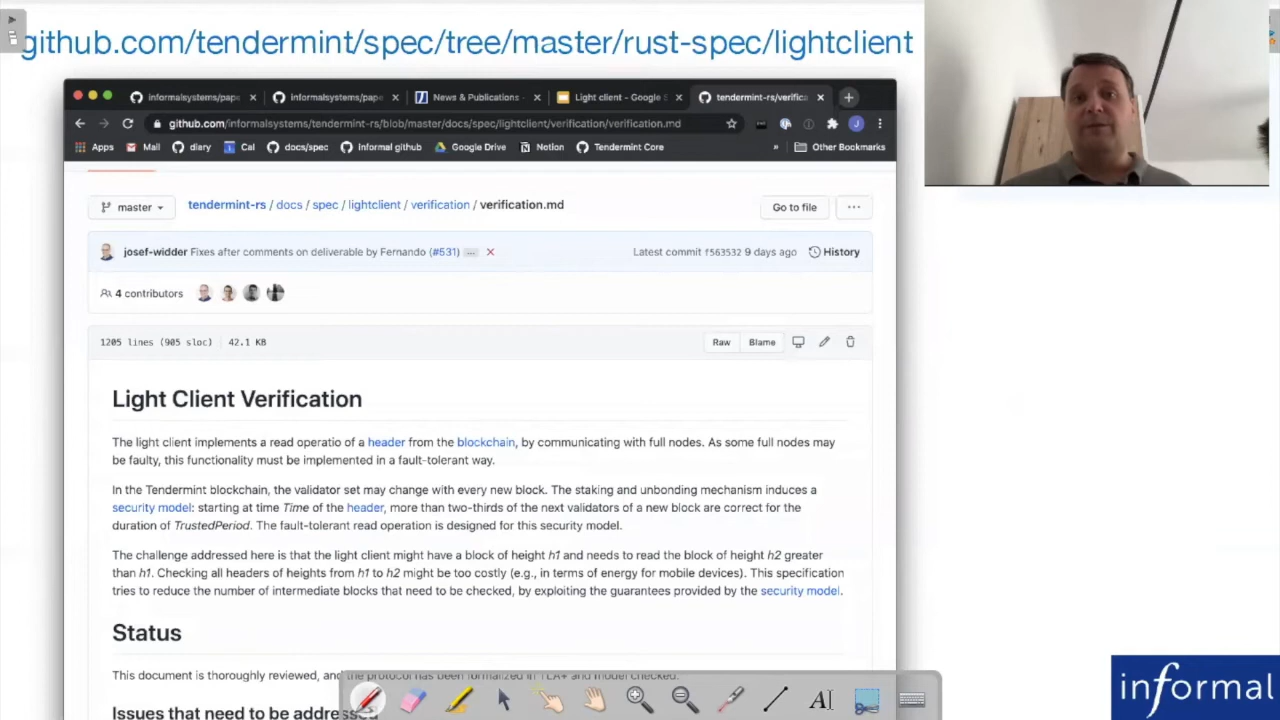 github.com/tendermint/spec/tree/master/rust-spec/lightclient
informalsystems/pape
informalsystems/pape
News & Publications -
Light client - Google S
tendermint-rs/verifica
github.com/informalsystems/tendermint-rs/blob/master/docs/spec/lightclient/verification/verification.md
J
Apps
Mall
diary
Cal
docs/spec
Informal github
Google Drive
Notion
Tendermint Core
»
Other Bookmarks
master
tendermint-rs / docs / spec / lightclient / verification / verification.md
Go to file
josef-widder Fixes after comments on deliverable by Fernando (#531)
Latest commit f563532 9 days ago
History
4 contributors
1205 lines (905 sloc) | 42.1 KB
Raw
Blame
Light Client Verification
The light client implements a read operatio of a header from the blockchain, by communicating with full nodes. As some full nodes may
be faulty, this functionality must be implemented in a fault-tolerant way.
In the Tendermint blockchain, the validator set may change with every new block. The staking and unbonding mechanism induces a
security model: starting at time Time of the header, more than two-thirds of the next validators of a new block are correct for the
duration of TrustedPeriod. The fault-tolerant read operation is designed for this security model.
The challenge addressed here is that the light client might have a block of height h1 and needs to read the block of height h2 greater
than h1. Checking all headers of heights from h1 to h2 might be too costly (e.g., in terms of energy for mobile devices). This specification
tries to reduce the number of intermediate blocks that need to be checked, by exploiting the guarantees provided by the security model.
Status
This document is thoroughly reviewed, and the protocol has been formalized in TLA+ and model checked.
Issues that need to be addressed
AI
informal